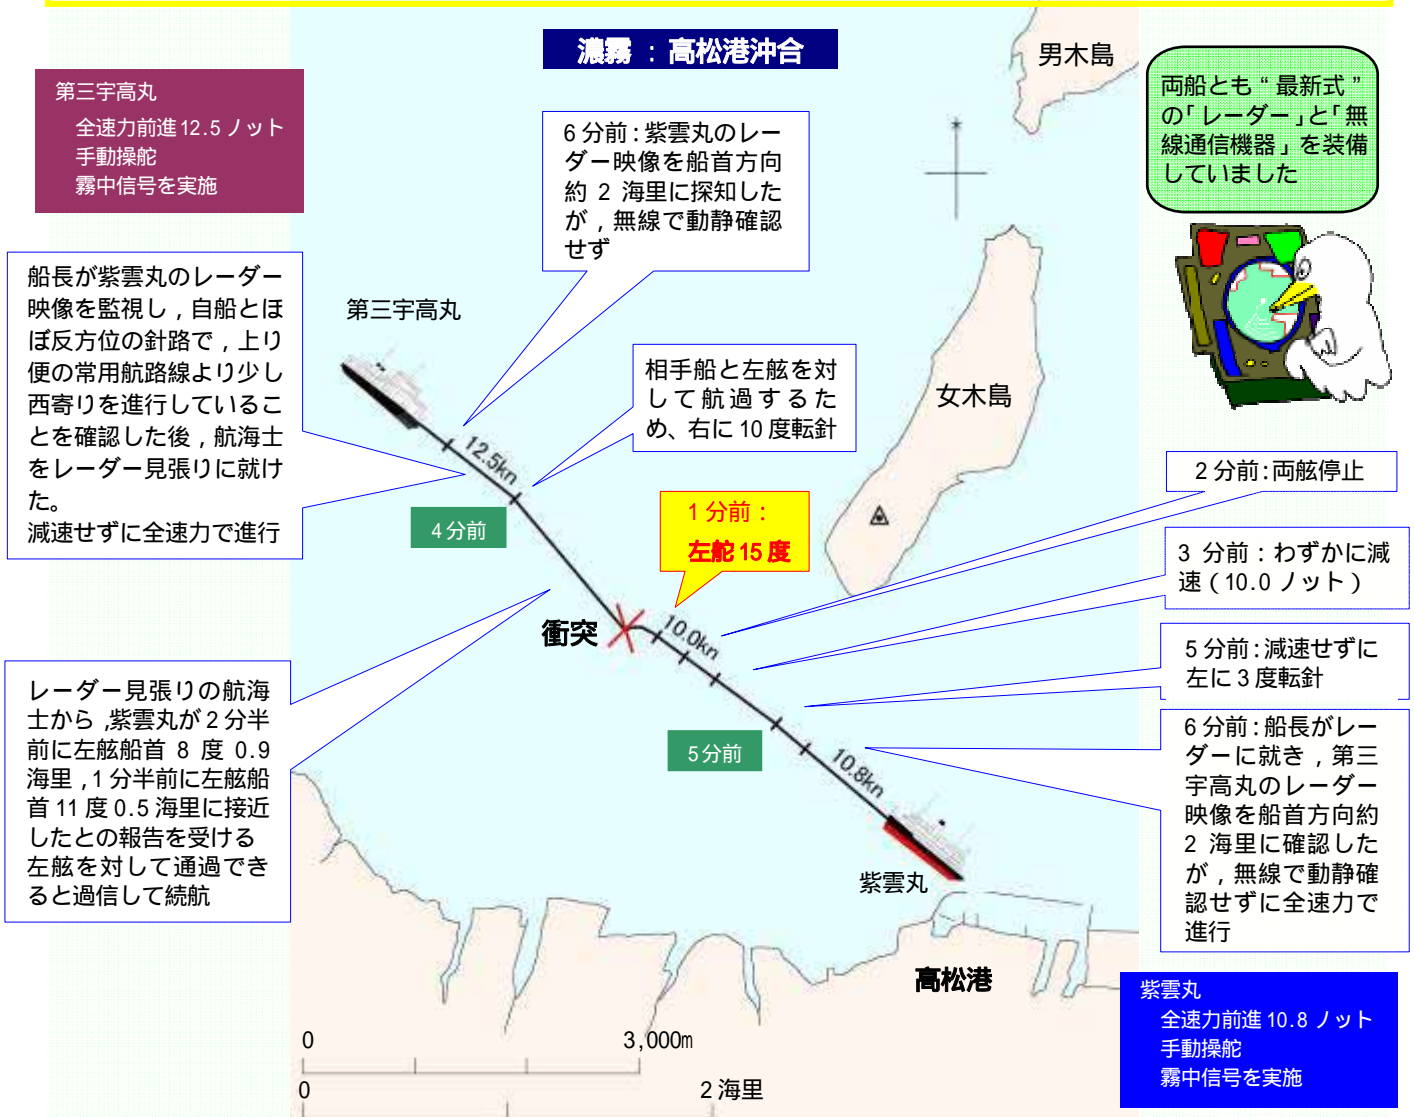 濃霧：高松港沖合
男木島
第三宇高丸
全速力前進12.5ノット
手動操舵
霧中信号を実施
6分前：紫雲丸のレー
ダー映像を船首方向
約2海里に探知した
が，無線で動静確認
せず
両船とも“最新式”
の「レーダー」と「無
線通信機器」を装備
していました
船長が紫雲丸のレーダー
映像を監視し，自船とほ
ぼ反方位の針路で，上り
便の常用航路線より少し
西寄りを進行しているこ
とを確認した後，航海士
をレーダー見張りに就け
た。
減速せずに全速力で進行
第三宇高丸
相手船と左舷を対
して航過するた
め、右に10度転針
女木島
12.5kn
4分前
1分前：
左舵15度
2分前：両舷停止
3分前：わずかに減
速（10.0ノット）
衝突
10.0kn
5分前：減速せずに
左に3度転針
レーダー見張りの航海
士から，紫雲丸が2分半
前に左舷船首8度0.9
海里，1分半前に左舷船
首11度0.5海里に接近
したとの報告を受ける
左舷を対して通過でき
ると過信して続航
5分前
10.8kn
6分前：船長がレー
ダーに就き，第三
宇高丸のレーダー
映像を船首方向約
2海里に確認した
が，無線で動静確
認せずに全速力で
進行
紫雲丸
高松港
紫雲丸
全速力前進10.8ノット
手動操舵
霧中信号を実施
0 3,000m
0 2海里